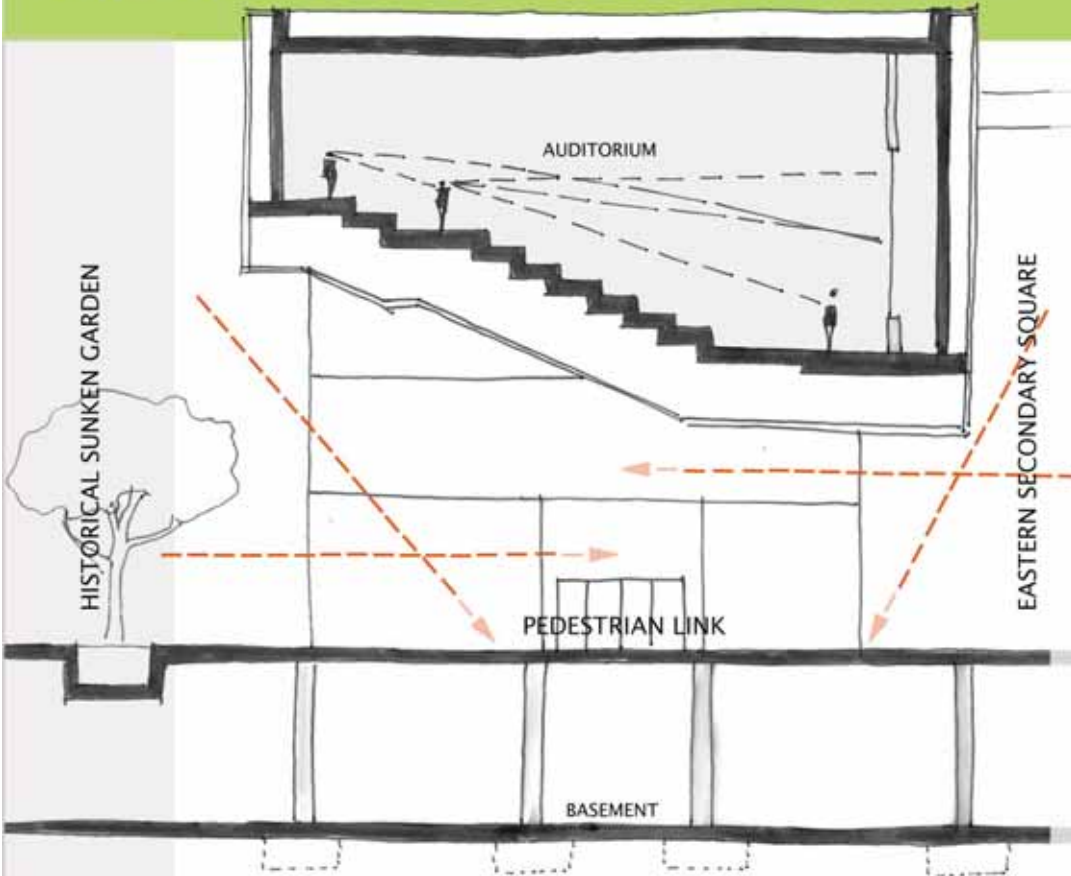 AUDITORIUM
HISTORICAL SUNKEN GARDEN
EASTERN SECONDARY SQUARE
PEDESTRIAN LINK
BASEMENT